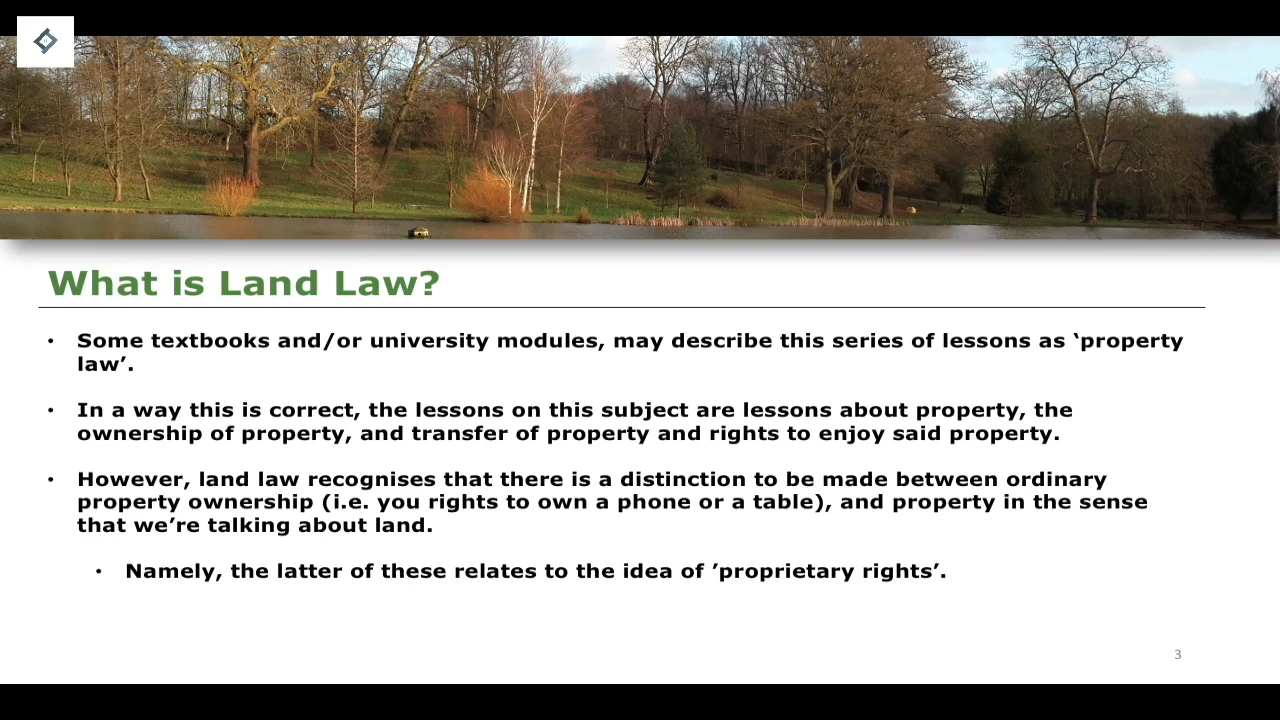 What is Land Law?
• Some textbooks and/or university modules, may describe this series of lessons as ‘property
law’.
• In a way this is correct, the lessons on this subject are lessons about property, the
ownership of property, and transfer of property and rights to enjoy said property.
• However, land law recognises that there is a distinction to be made between ordinary
property ownership (i.e. you rights to own a phone or a table), and property in the sense
that we’re talking about land.
• Namely, the latter of these relates to the idea of ’proprietary rights’.
3